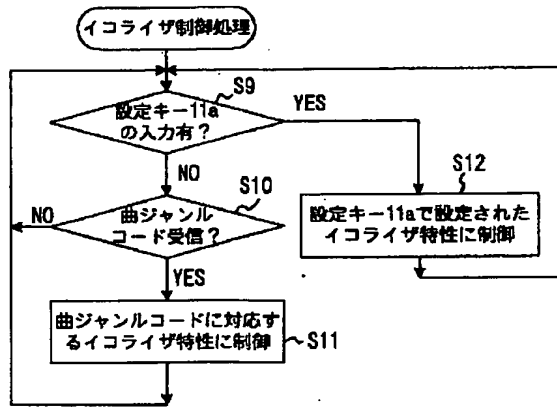 イコライザ制御処理
S9
設定キー11a
の入力有?
YES
NO
S10
曲ジャンル
コード受信?
NO
YES
S12
設定キー11aで設定された
イコライザ特性に制御
曲ジャンルコードに対応す
るイコライザ特性に制御
S11